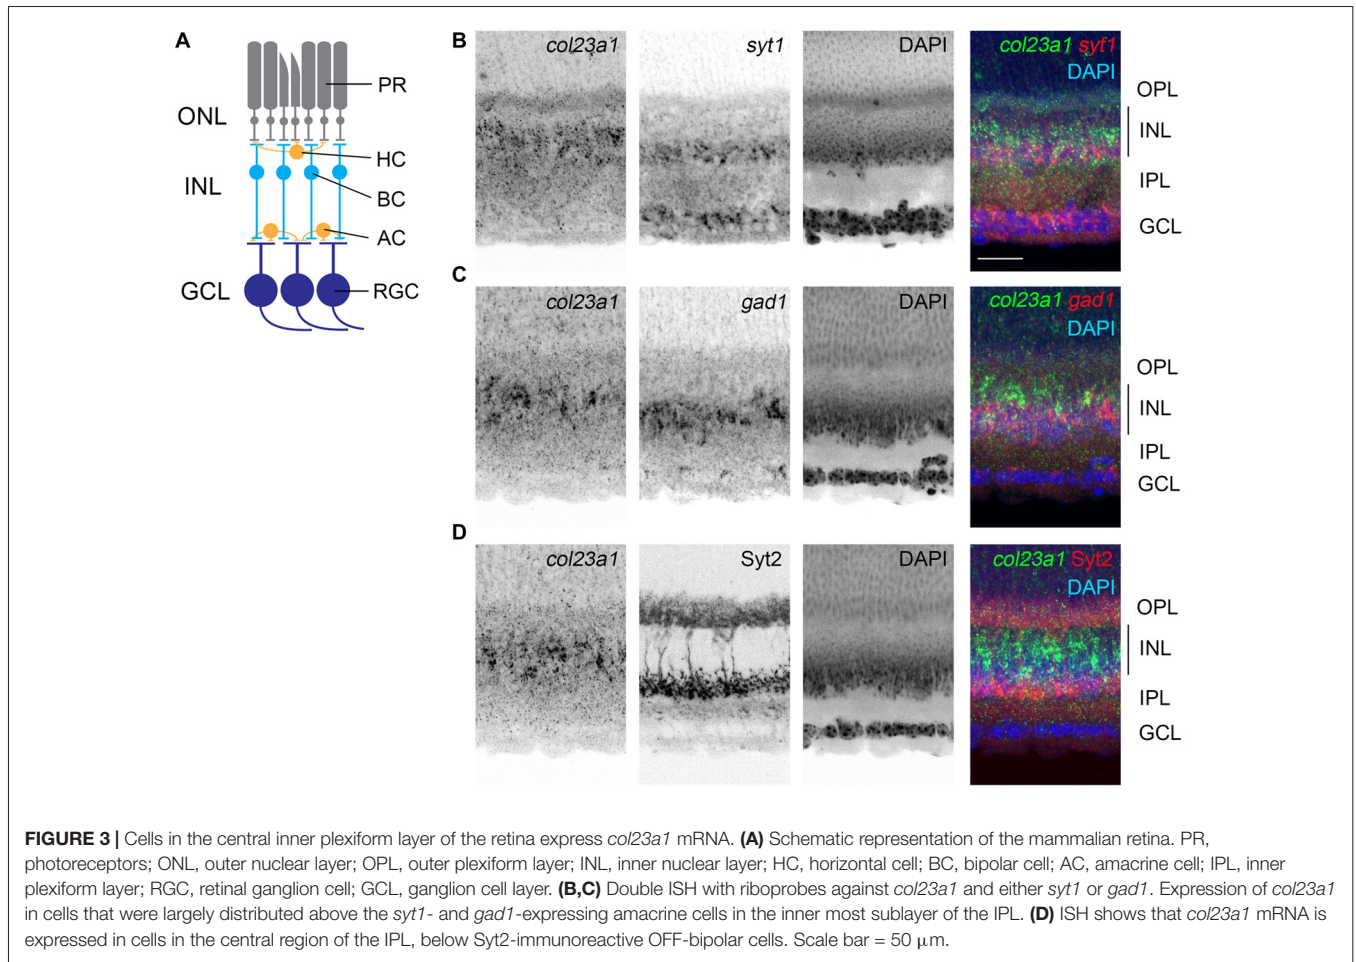 A
ONL
PR
HC
INL
BC
AC
GCL
RGC
B
col23a1
syt1
DAPI
col23a1 syt1
DAPI
OPL
INL
IPL
GCL
C
col23a1
gad1
DAPI
col23a1 gad1
DAPI
OPL
INL
IPL
GCL
D
col23a1
Syt2
DAPI
col23a1 Syt2
DAPI
OPL
INL
IPL
GCL
FIGURE 3 | Cells in the central inner plexiform layer of the retina express col23a1 mRNA. (A) Schematic representation of the mammalian retina. PR,
photoreceptors; ONL, outer nuclear layer; OPL, outer plexiform layer; INL, inner nuclear layer; HC, horizontal cell; BC, bipolar cell; AC, amacrine cell; IPL, inner
plexiform layer; RGC, retinal ganglion cell; GCL, ganglion cell layer. (B,C) Double ISH with riboprobes against col23a1 and either syt1 or gad1. Expression of col23a1
in cells that were largely distributed above the syt1- and gad1-expressing amacrine cells in the inner most sublayer of the IPL. (D) ISH shows that col23a1 mRNA is
expressed in cells in the central region of the IPL, below Syt2-immunoreactive OFF-bipolar cells. Scale bar = 50 μm.